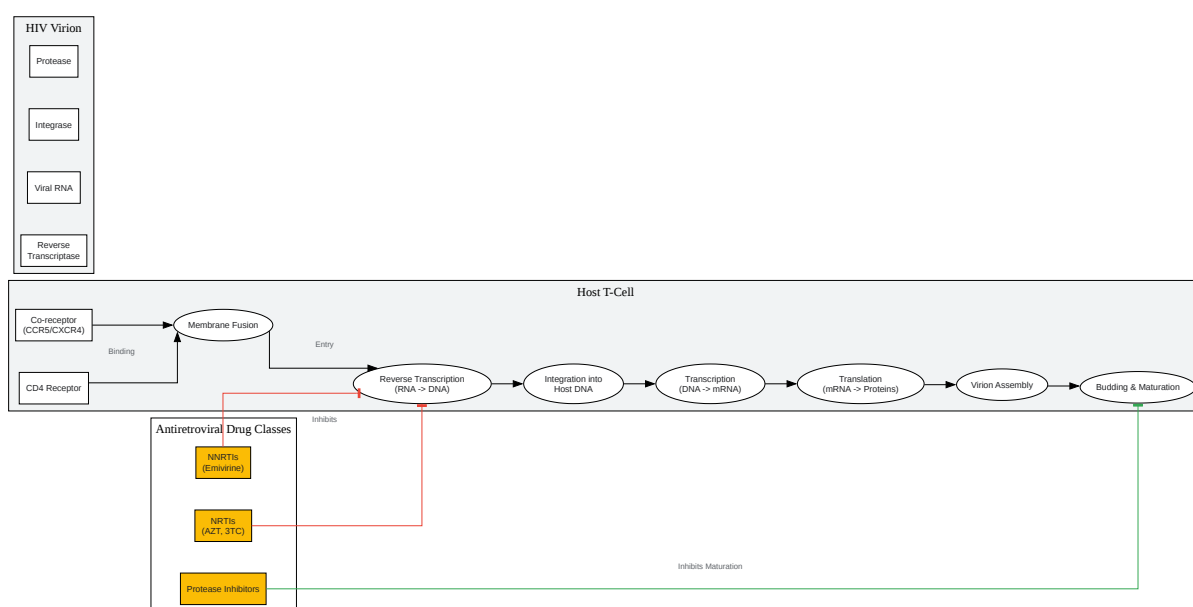 HIV Virion
Protease
Integrase
Viral RNA
Reverse
Transcriptase
Host T-Cell
Co-receptor
(CCR5/CXCR4)
Membrane Fusion
Binding
Entry
CD4 Receptor
Reverse Transcription
(RNA -> DNA)
Integration into
Host DNA
Transcription
(DNA -> mRNA)
Translation
(mRNA -> Proteins)
Virion Assembly
Budding & Maturation
Inhibits
Antiretroviral Drug Classes
NNRTIs
(Emivirine)
NRTIs
(AZT, 3TC)
Inhibits Maturation
Protease Inhibitors